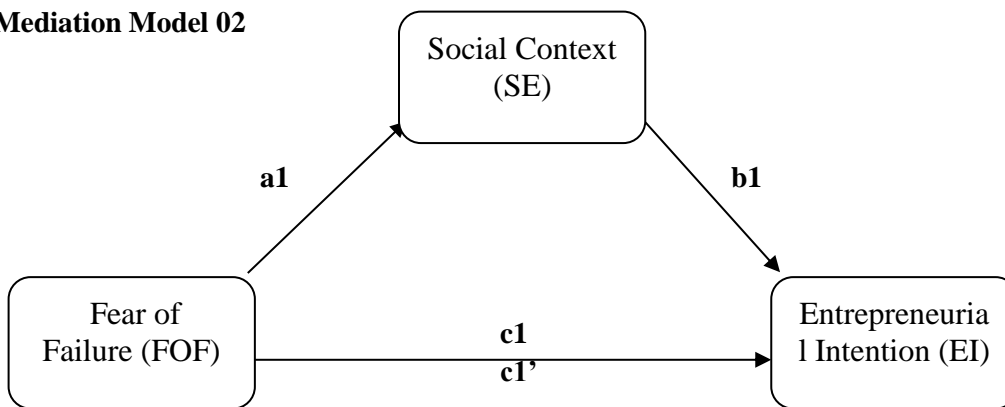 Mediation Model 02
Social Context
(SE)
a1
b1
Fear of
Failure (FOF)
c1
c1’
Entrepreneuria
l Intention (EI)